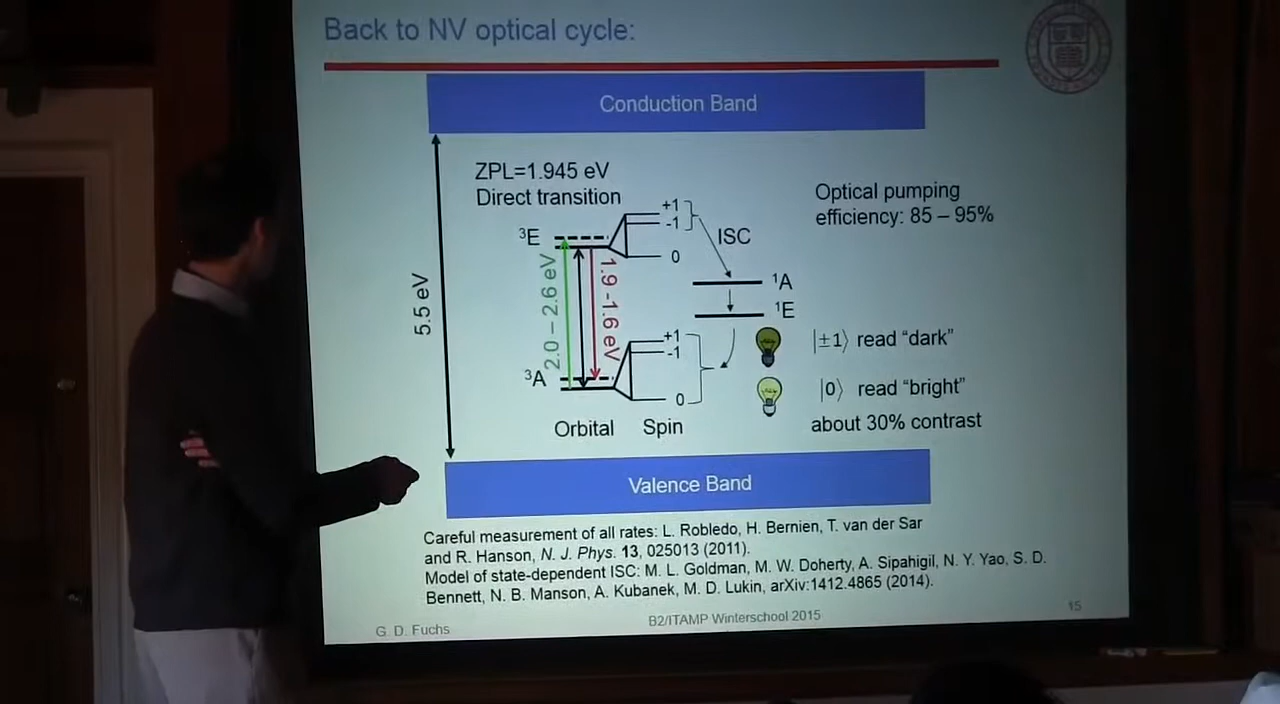 Back to NV optical cycle:
Conduction Band
ZPL=1.945 eV
Direct transition
Optical pumping
efficiency: 85 – 95%
+1
-1
0
³E
ISC
¹A
¹E
5.5 eV
2.0 – 2.6 eV
1.9 -1.6 eV
+1
-1
0
³A
|±1⟩ read “dark”
|0⟩ read “bright”
about 30% contrast
Orbital Spin
Valence Band
Careful measurement of all rates: L. Robledo, H. Bernien, T. van der Sar
and R. Hanson, N. J. Phys. 13, 025013 (2011).
Model of state-dependent ISC: M. L. Goldman, M. W. Doherty, A. Sipahigil, N. Y. Yao, S. D.
Bennett, N. B. Manson, A. Kubanek, M. D. Lukin, arXiv:1412.4865 (2014).
G. D. Fuchs
B2/ITAMP Winterschool 2015
15